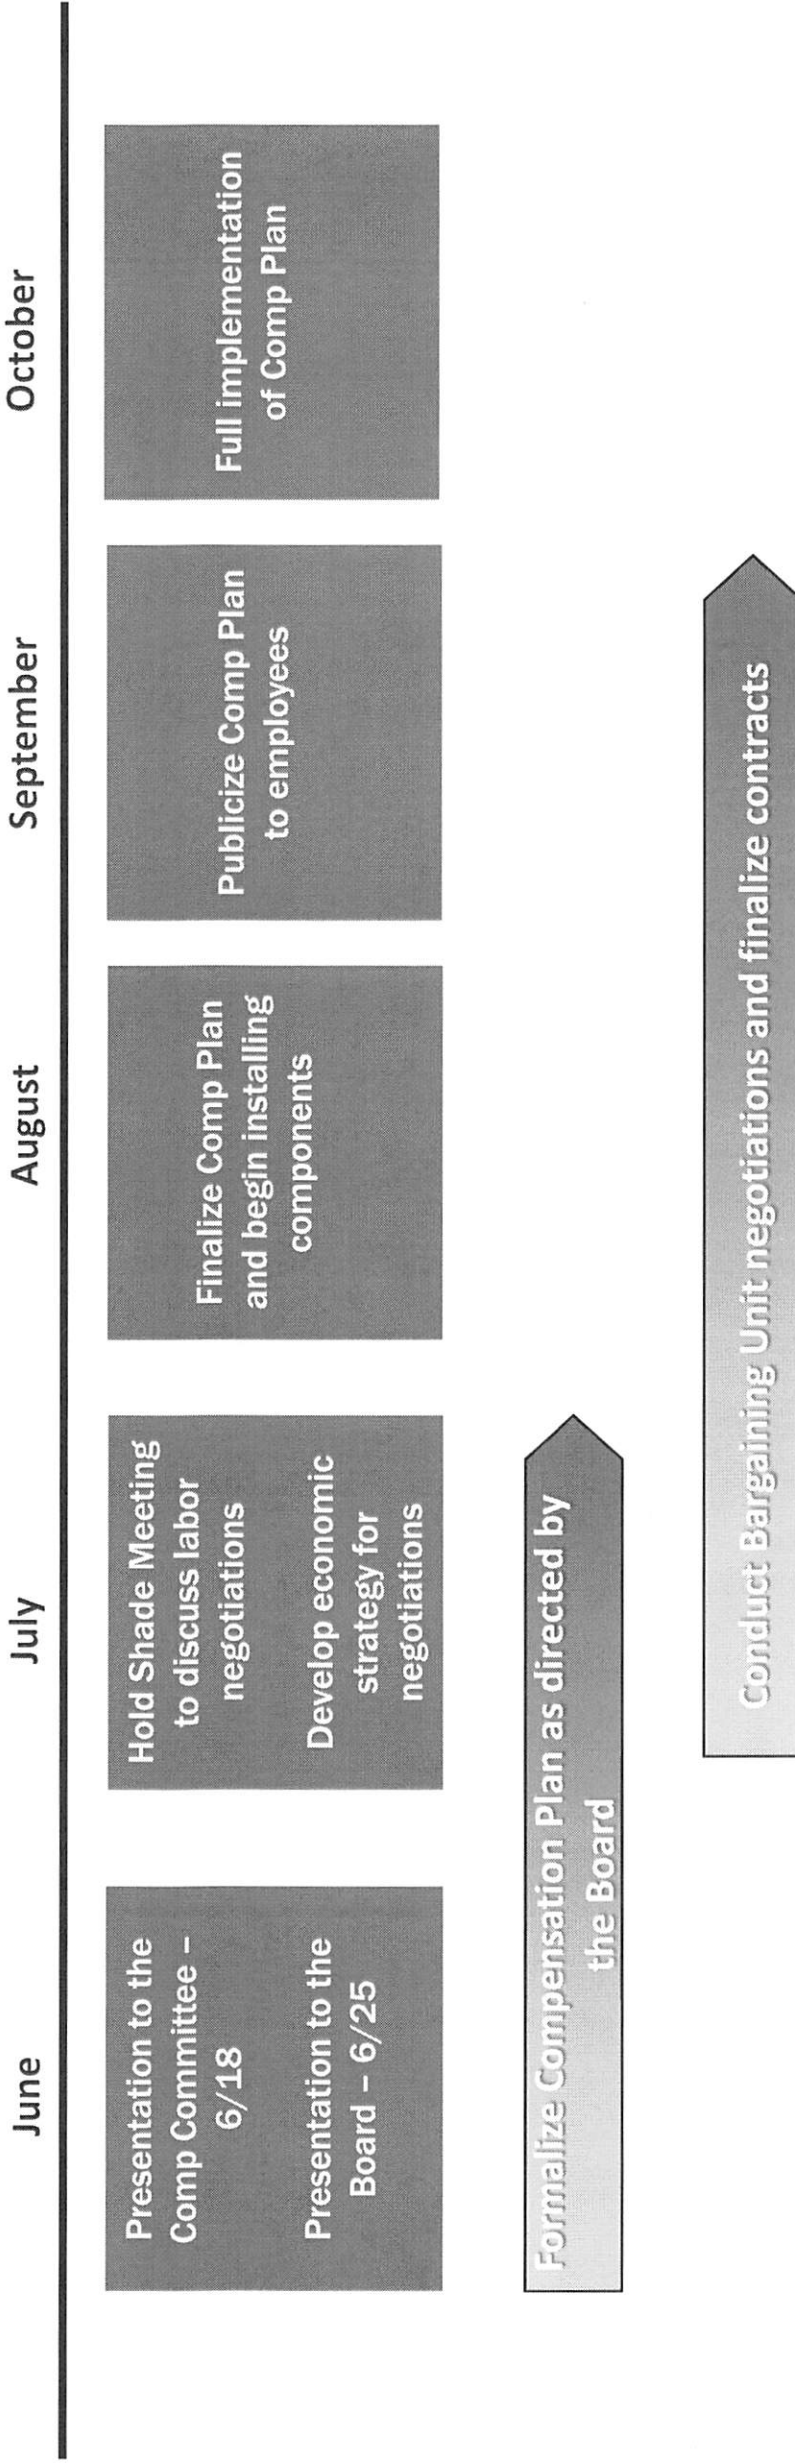 June
July
August
September
October
Presentation to the
Comp Committee –
6/18
Presentation to the
Board – 6/25
Hold Shade Meeting
to discuss labor
negotiations
Develop economic
strategy for
negotiations
Finalize Comp Plan
and begin installing
components
Publicize Comp Plan
to employees
Full implementation
of Comp Plan
Formalize Compensation Plan as directed by
the Board
Conduct Bargaining Unit negotiations and finalize contracts